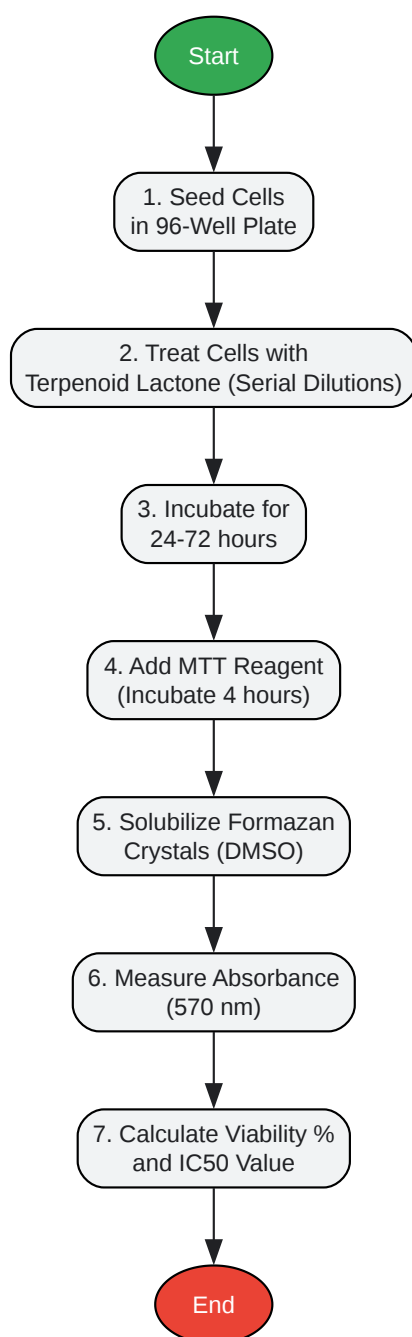 Start
1. Seed Cells
in 96-Well Plate
2. Treat Cells with
Terpenoid Lactone (Serial Dilutions)
3. Incubate for
24-72 hours
4. Add MTT Reagent
(Incubate 4 hours)
5. Solubilize Formazan
Crystals (DMSO)
6. Measure Absorbance
(570 nm)
7. Calculate Viability %
and IC50 Value
End